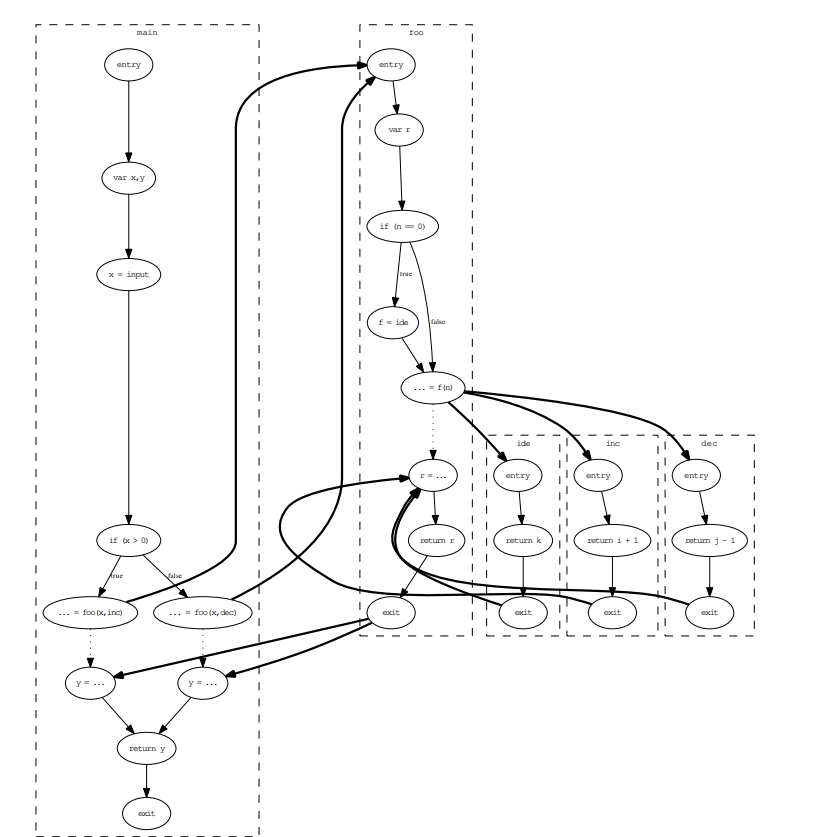 main
entry
var x,y
x = input
if (x > 0)
true
false
... = foo(x,inc)
... = foo(x,dec)
y = ...
y = ...
return y
exit
foo
entry
var r
if (n == 0)
true
f = ide
false
... = f(n)
r = ...
return r
exit
ide
entry
return k
exit
inc
entry
return i + 1
exit
dec
entry
return j - 1
exit